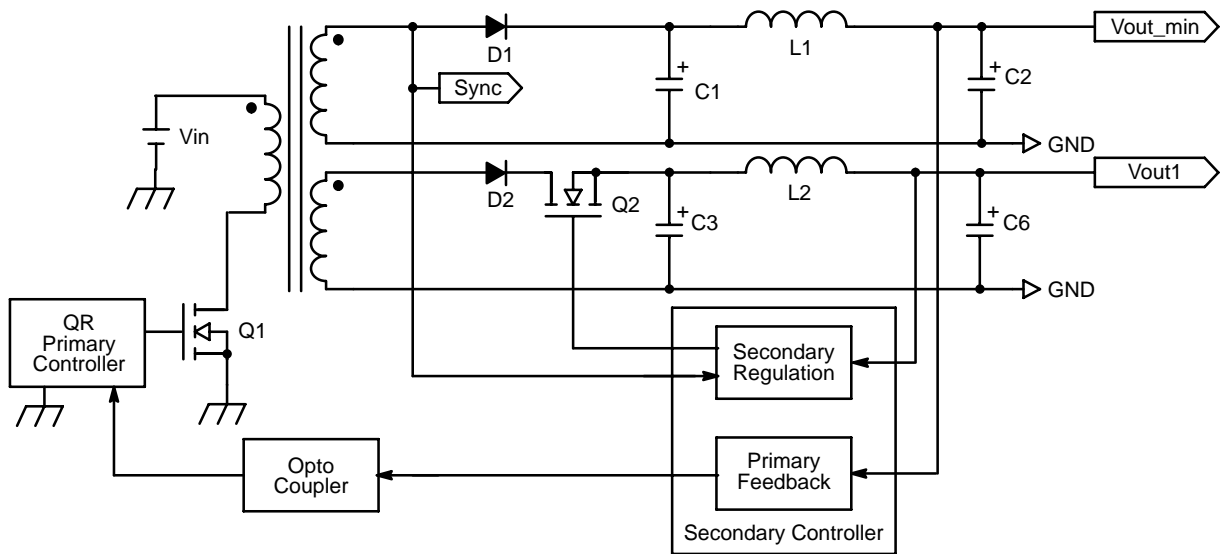 Vout_min
D1
L1
+
C1
+
C2
Sync
Vin
GND
Vout1
D2
Q2
L2
+
C3
+
C6
GND
QR
Primary
Controller
Q1
Secondary
Regulation
Opto
Coupler
Primary
Feedback
Secondary Controller